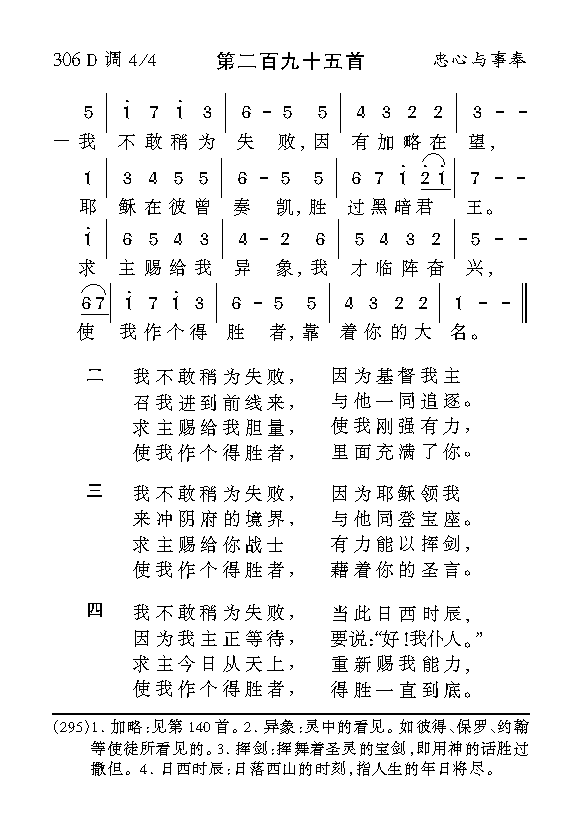 306 D 调 4/4 第二百九十五首 忠心与事奉
5 | i 7 i 3 | 6 - 5 5 | 4 3 2 2 | 3 - -
一我 不敢稍为 失 败,因 有加略在 望,
1 | 3 4 5 5 | 6 - 5 5 | 6 7 i 2i | 7 - -
耶 稣在彼曾 奏 凯,胜 过黑暗君 王。
i | 6 5 4 3 | 4 - 2 6 | 5 4 3 2 | 5 - -
求 主赐给我 异 象,我 才临阵奋 兴,
67 | i 7 i 3 | 6 - 5 5 | 4 3 2 2 | 1 - - ‖
使 我作个得 胜 者,靠 着你的大 名。
二 我不敢稍为失败, 因为基督我主
召我进到前线来, 与他一同追逐。
求主赐给我胆量, 使我刚强有力,
使我作个得胜者, 里面充满了你。
三 我不敢稍为失败, 因为耶稣领我
来冲阴府的境界, 与他同登宝座。
求主赐给你战士 有力能以挥剑,
使我作个得胜者, 藉着你的圣言。
四 我不敢稍为失败, 当此日西时辰,
因为我主正等待, 要说:“好!我仆人。”
求主今日从天上, 重新赐我能力,
使我作个得胜者, 得胜一直到底。
(295)1. 加略:见第140首。2. 异象:灵中的看见。如彼得、保罗、约翰
等使徒所看见的。3. 挥剑:挥舞着圣灵的宝剑,即用神的话胜过
撒但。4. 日西时辰:日落西山的时刻,指人生的年日将尽。